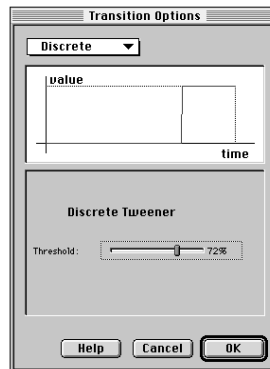 Transition Options
Discrete
value
time
Discrete Tweener
Threshold: 72%
Help Cancel OK